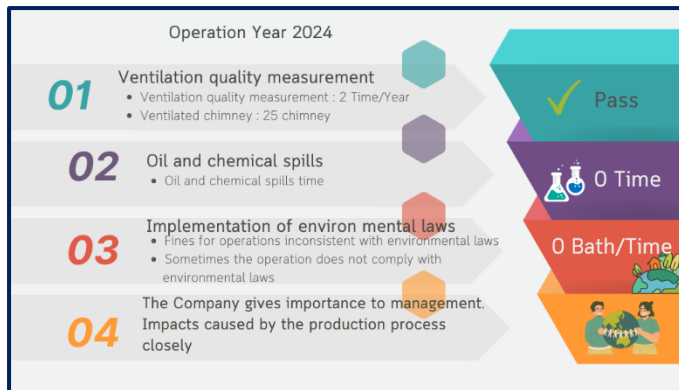 Operation Year 2024
01
Ventilation quality measurement
• Ventilation quality measurement : 2 Time/Year
• Ventilated chimney : 25 chimney
Pass
02
Oil and chemical spills
• Oil and chemical spills time
0 Time
03
Implementation of environ mental laws
• Fines for operations inconsistent with environmental laws
• Sometimes the operation does not comply with
environmental laws
0 Bath/Time
04
The Company gives importance to management.
Impacts caused by the production process
closely